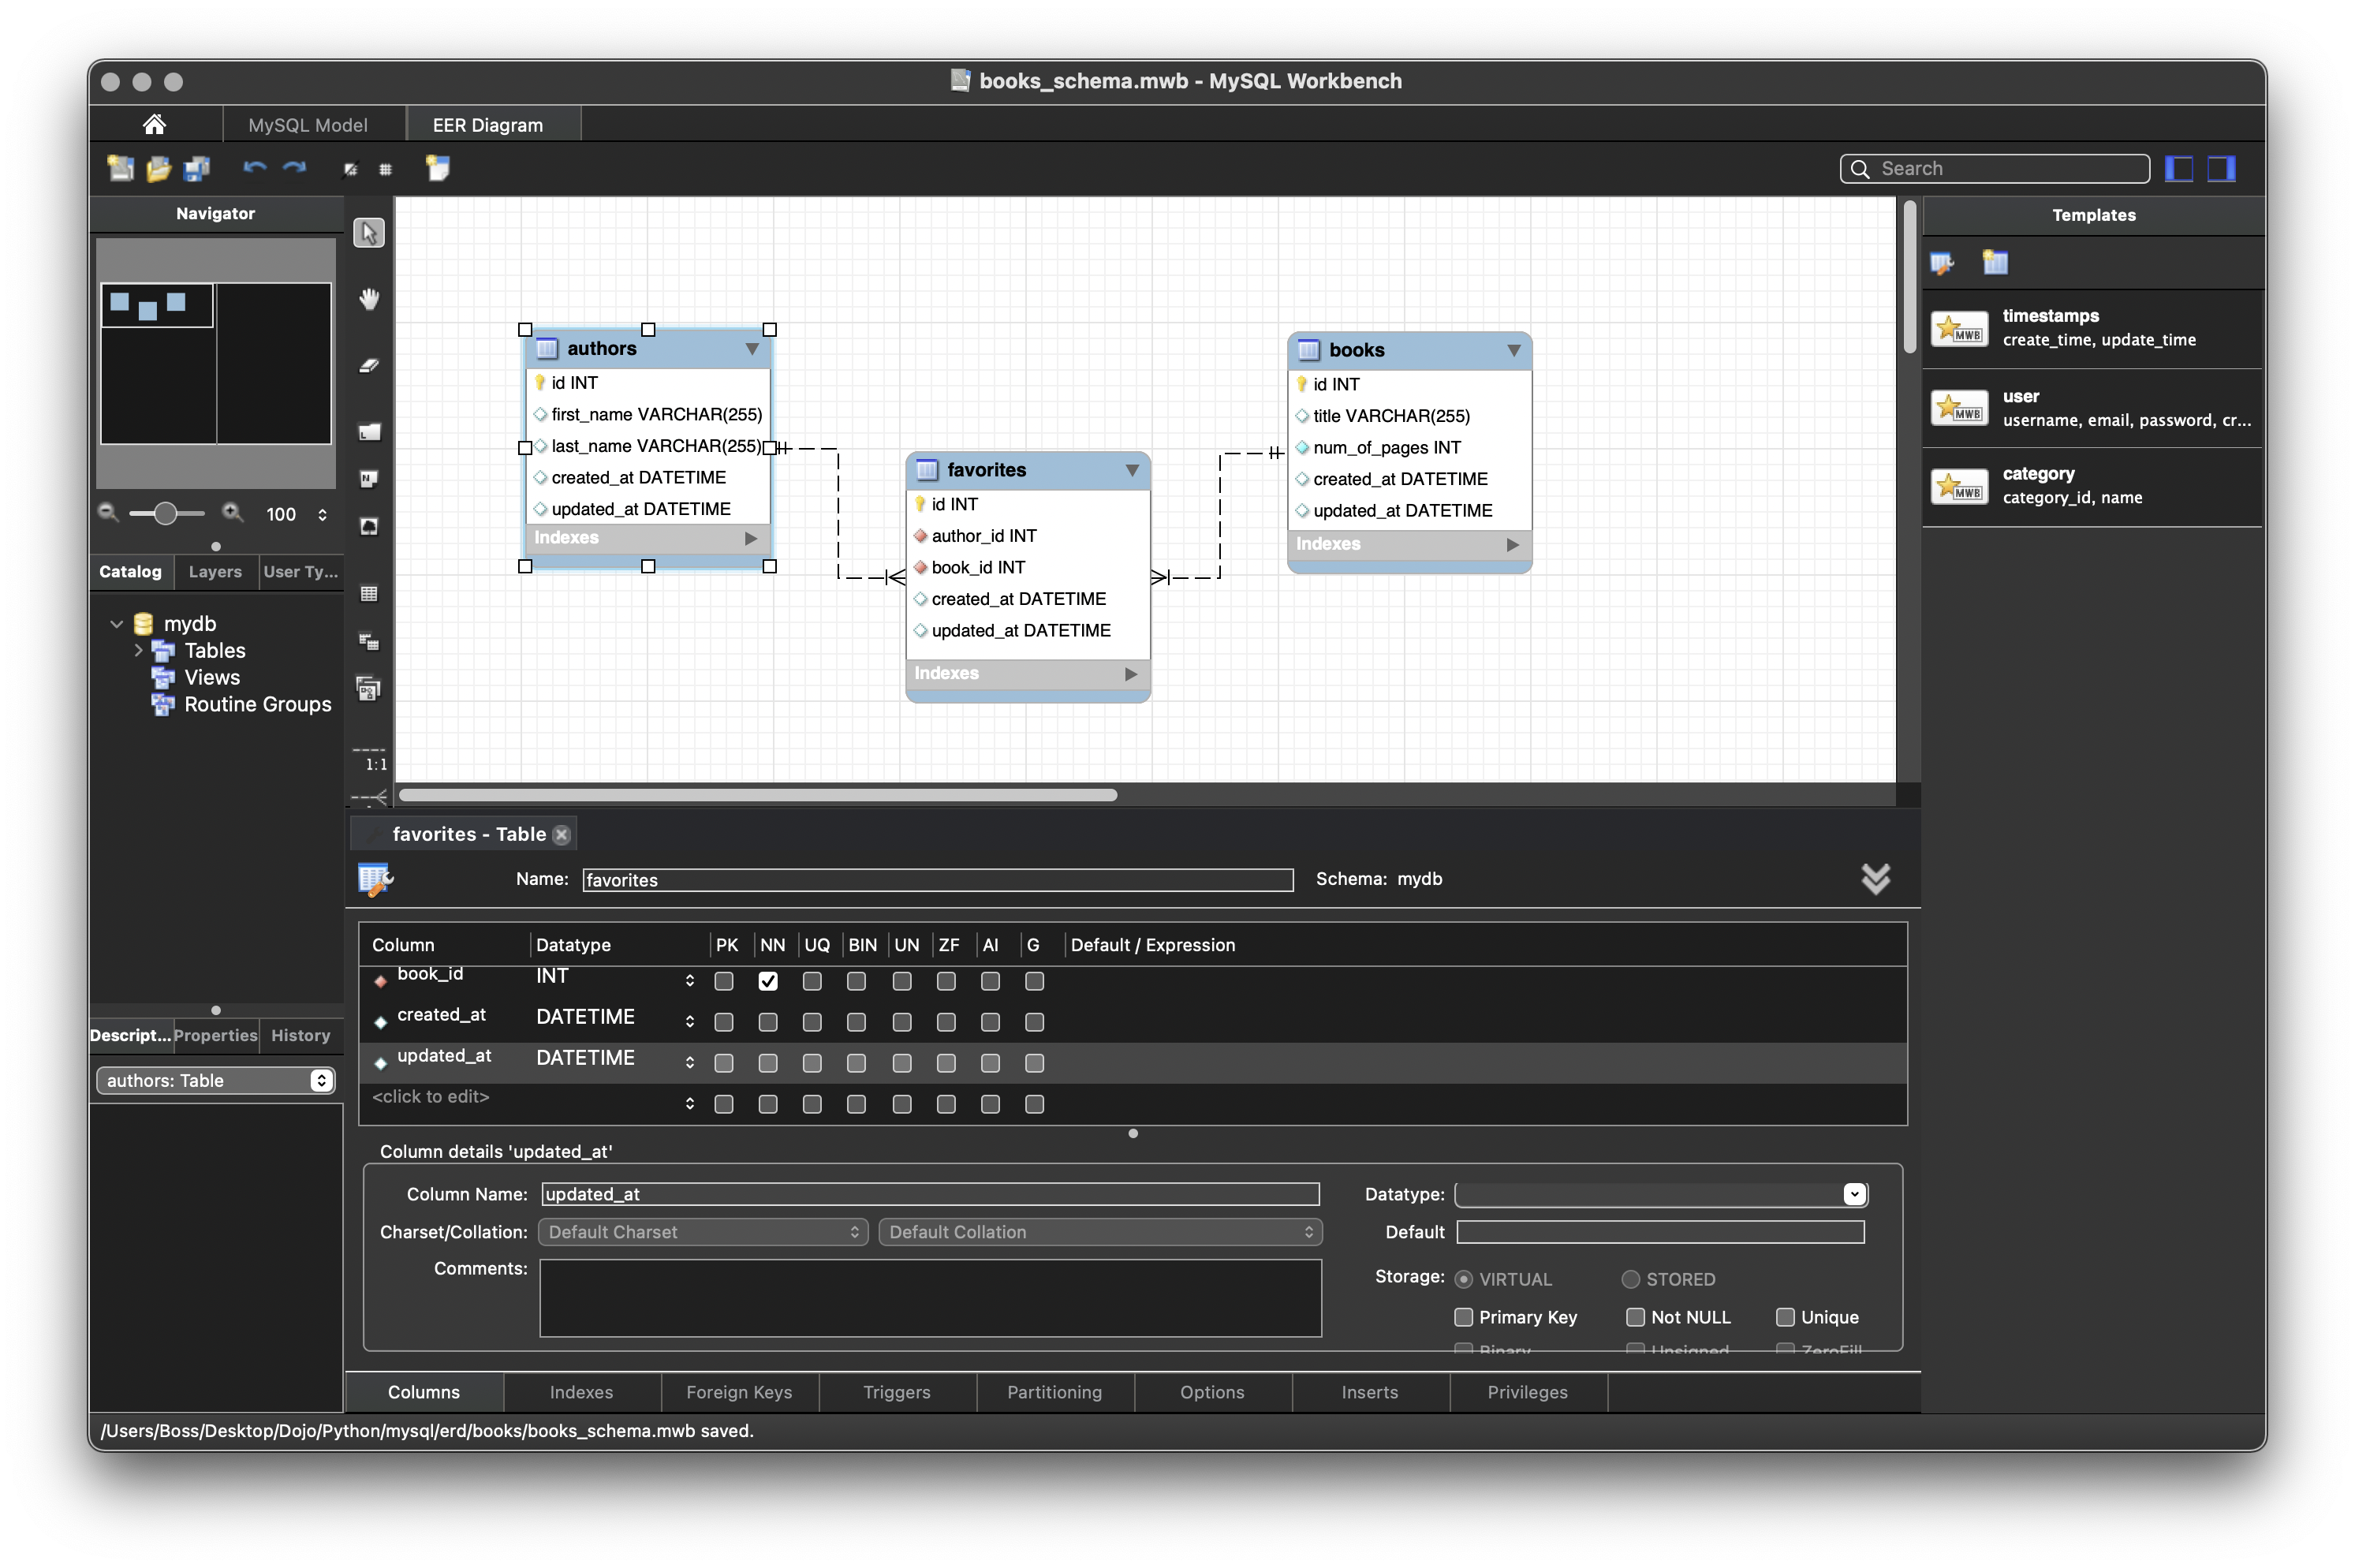 books_schema.mwb - MySQL Workbench
MySQL Model
EER Diagram
Search
Navigator
100
Catalog
Layers
User Ty...
mydb
Tables
Views
Routine Groups
Descript...
Properties
History
authors: Table
1:1
authors
id INT
first_name VARCHAR(255)
last_name VARCHAR(255)
created_at DATETIME
updated_at DATETIME
Indexes
favorites
id INT
author_id INT
book_id INT
created_at DATETIME
updated_at DATETIME
Indexes
books
id INT
title VARCHAR(255)
num_of_pages INT
created_at DATETIME
updated_at DATETIME
Indexes
Templates
MWB
timestamps
create_time, update_time
MWB
user
username, email, password, cr...
MWB
category
category_id, name
favorites - Table
Name: favorites
Schema: mydb
Column Datatype PK NN UQ BIN UN ZF AI G Default / Expression
book_id INT
created_at DATETIME
updated_at DATETIME
<click to edit>
Column details 'updated_at'
Column Name: updated_at
Charset/Collation: Default Charset Default Collation
Comments:
Datatype:
Default
Storage: VIRTUAL STORED
Primary Key Not NULL Unique
Binary Unsigned ZeroFill
Columns Indexes Foreign Keys Triggers Partitioning Options Inserts Privileges
/Users/Boss/Desktop/Dojo/Python/mysql/erd/books/books_schema.mwb saved.